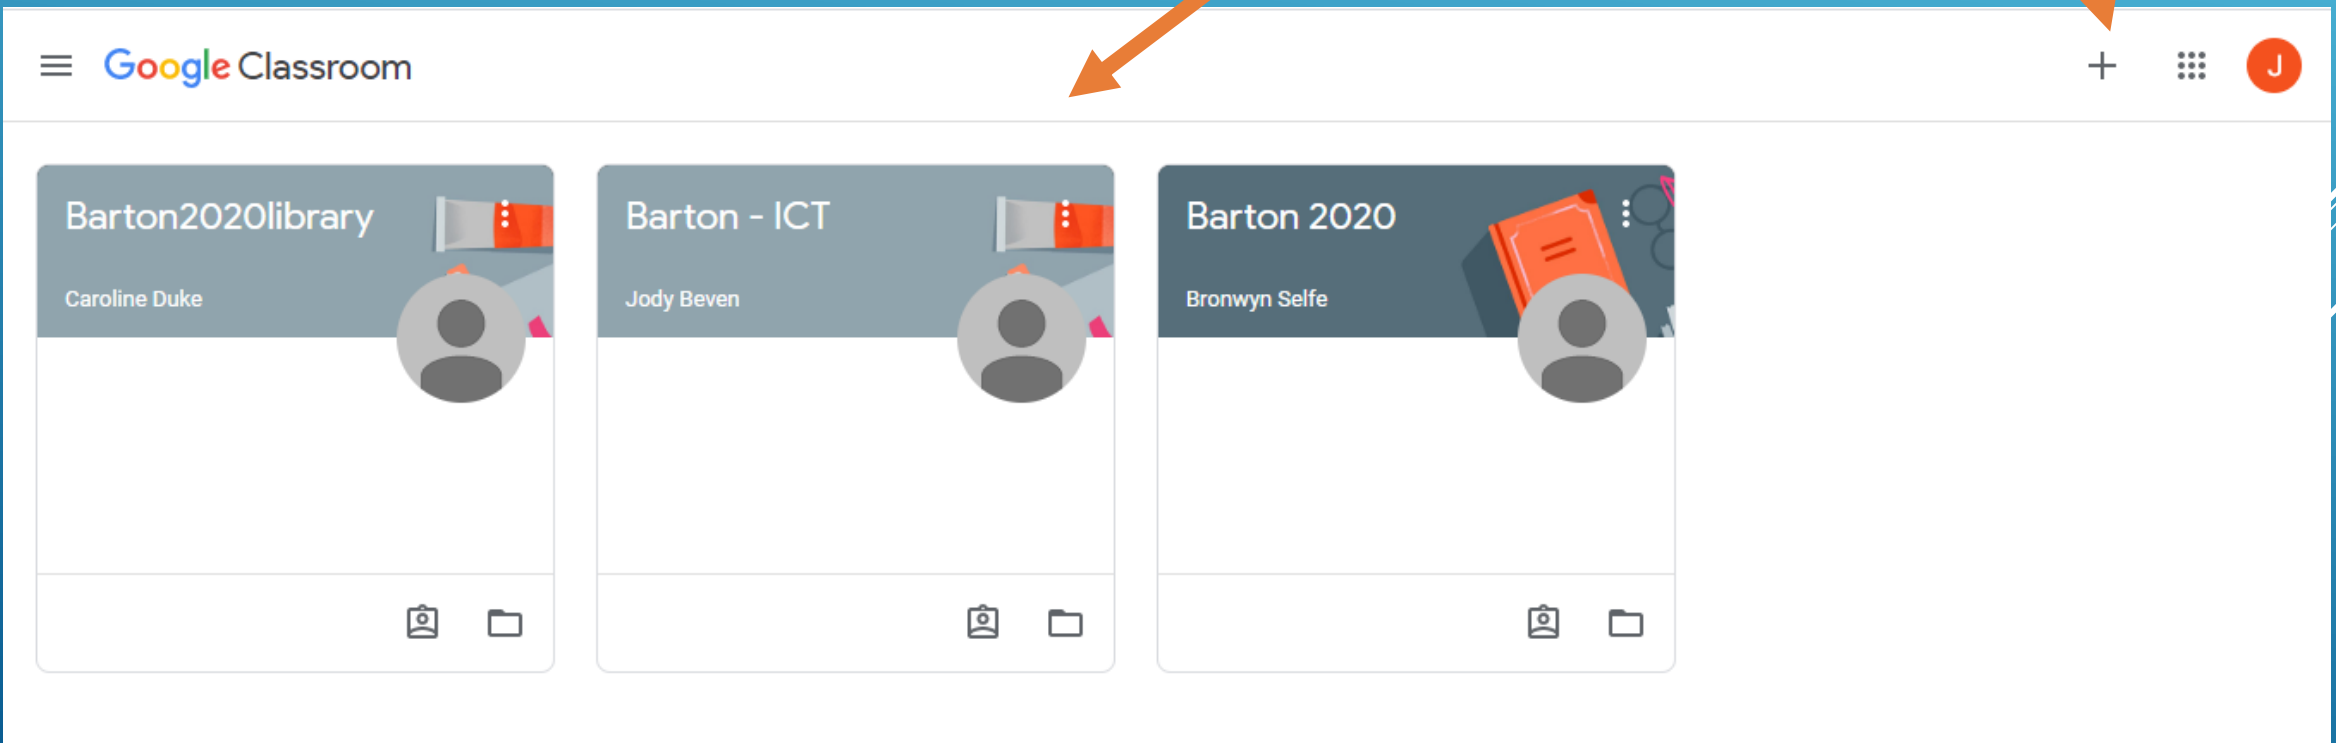 Google Classroom
J
Barton2020library
Caroline Duke
Barton - ICT
Jody Beven
Barton 2020
Bronwyn Selfe